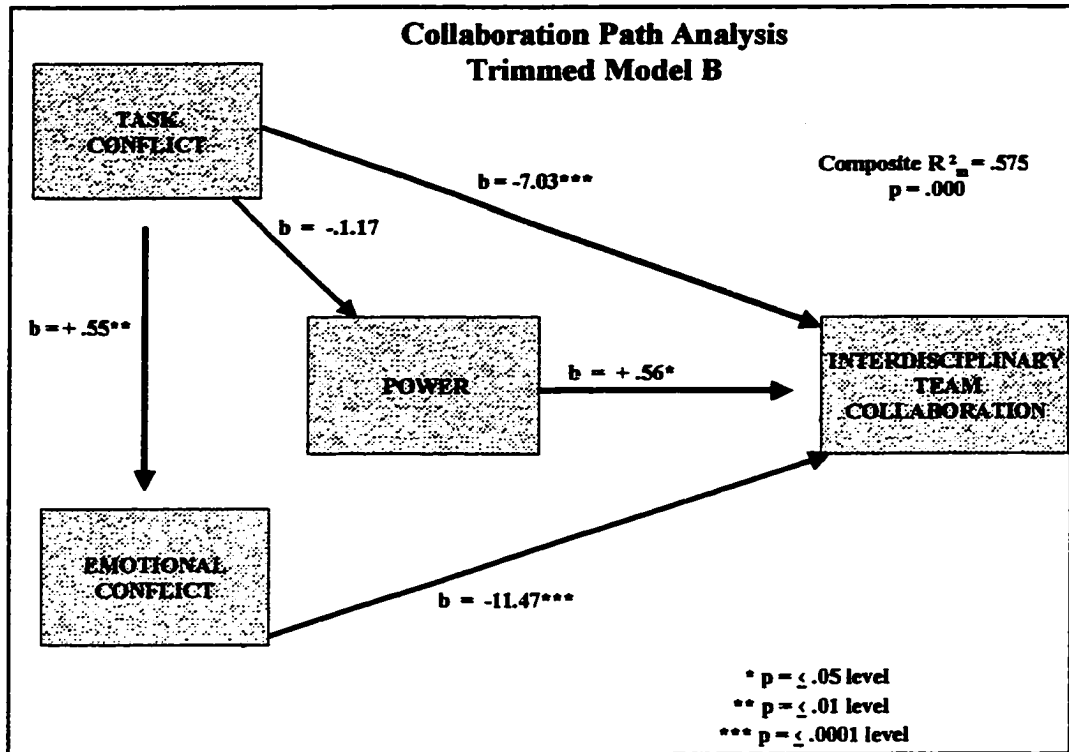 Collaboration Path Analysis
Trimmed Model B
TASK
CONFLICT
Composite R²m = .575
p = .000
b = -7.03***
b = -.1.17
b = + .55**
POWER
b = + .56*
INTERDISCIPLINARY
TEAM
COLLABORATION
EMOTIONAL
CONFLICT
b = -11.47***
* p = ≤ .05 level
** p = ≤ .01 level
*** p = ≤ .0001 level